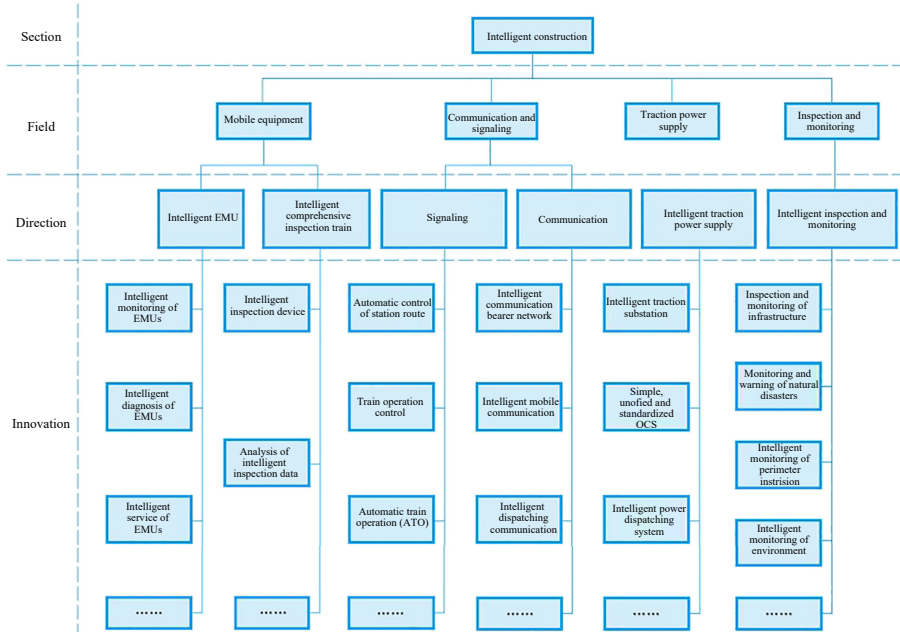 Section
Intelligent construction
Field
Mobile equipment
Communication and
signaling
Traction power
supply
Inspection and
monitoring
Direction
Intelligent EMU
Intelligent
comprehensive
inspection train
Signaling
Communication
Intelligent traction
power supply
Intelligent inspection and
monitoring
Innovation
Intelligent
monitoring of
EMUs
Intelligent
inspection device
Automatic control
of station route
Intelligent
communication
bearer network
Intelligent traction
substation
Inspection and
monitoring of
infrastructure
Intelligent
diagnosis of
EMUs
Train operation
control
Intelligent mobile
communication
Simple,
unofied and
standardized
OCS
Monitoring and
warning of natural
disasters
Analysis of
intelligent
inspection data
Intelligent
monitoring of
perimeter
instrision
Intelligent
service of
EMUs
Automatic train
operation (ATO)
Intelligent
dispatching
communication
Intelligent power
dispatching
system
Intelligent
monitoring of
environment
......
......
......
......
......
......